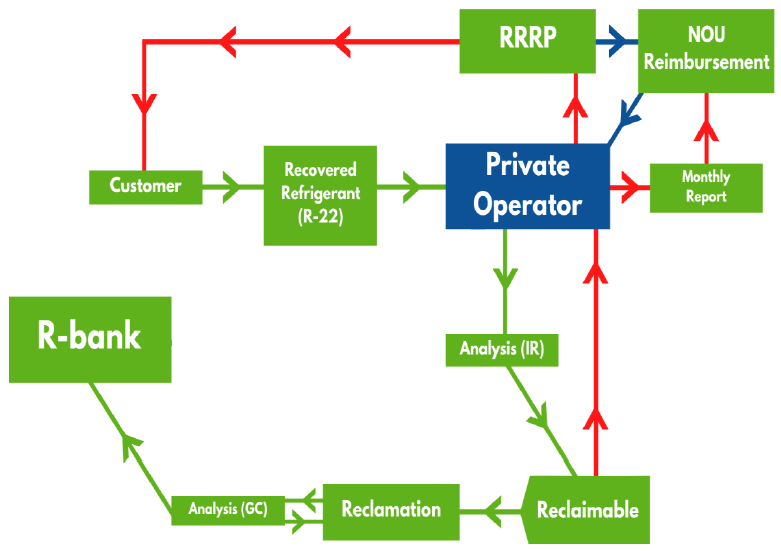 RRRP
NOU
Reimbursement
Customer
Recovered
Refrigerant
(R-22)
Private
Operator
Monthly
Report
R-bank
Analysis (IR)
Analysis (GC)
Reclamation
Reclaimable